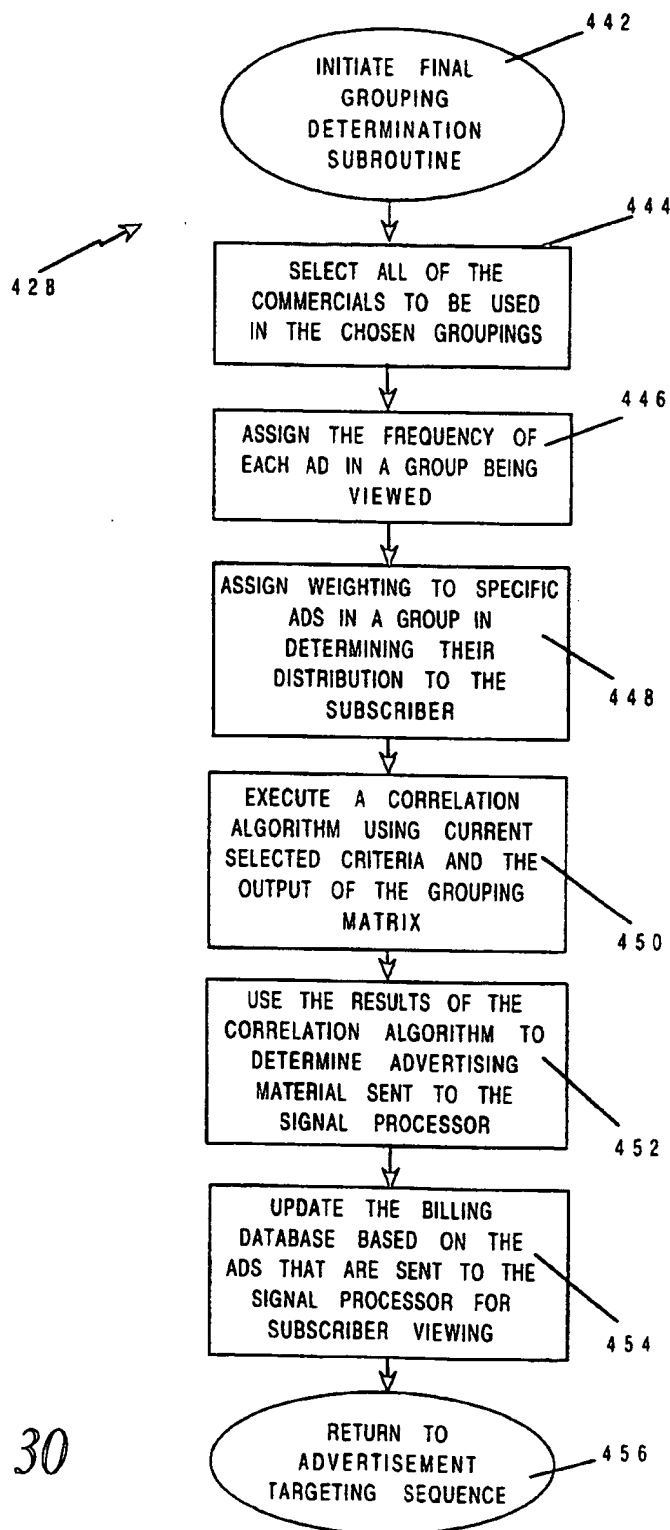 442
INITIATE FINAL
GROUPING
DETERMINATION
SUBROUTINE
428
444
SELECT ALL OF THE
COMMERCIALS TO BE USED
IN THE CHOSEN GROUPINGS
446
ASSIGN THE FREQUENCY OF
EACH AD IN A GROUP BEING
VIEWED
ASSIGN WEIGHTING TO SPECIFIC
ADS IN A GROUP IN
DETERMINING THEIR
DISTRIBUTION TO THE
SUBSCRIBER
448
EXECUTE A CORRELATION
ALGORITHM USING CURRENT
SELECTED CRITERIA AND THE
OUTPUT OF THE GROUPING
MATRIX
450
USE THE RESULTS OF THE
CORRELATION ALGORITHM TO
DETERMINE ADVERTISING
MATERIAL SENT TO THE
SIGNAL PROCESSOR
452
UPDATE THE BILLING
DATABASE BASED ON THE
ADS THAT ARE SENT TO THE
SIGNAL PROCESSOR FOR
SUBSCRIBER VIEWING
454
RETURN TO
ADVERTISEMENT
TARGETING SEQUENCE
456
30